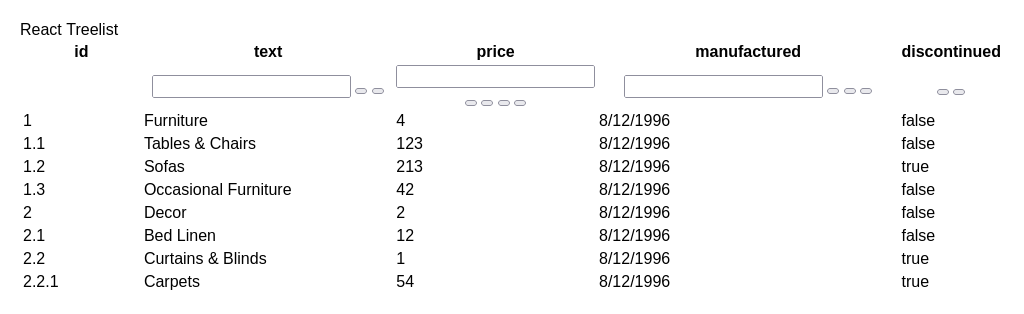 React Treelist
id text price manufactured discontinued
1 Furniture 4 8/12/1996 false
1.1 Tables & Chairs 123 8/12/1996 false
1.2 Sofas 213 8/12/1996 true
1.3 Occasional Furniture 42 8/12/1996 false
2 Decor 2 8/12/1996 false
2.1 Bed Linen 12 8/12/1996 false
2.2 Curtains & Blinds 1 8/12/1996 true
2.2.1 Carpets 54 8/12/1996 true